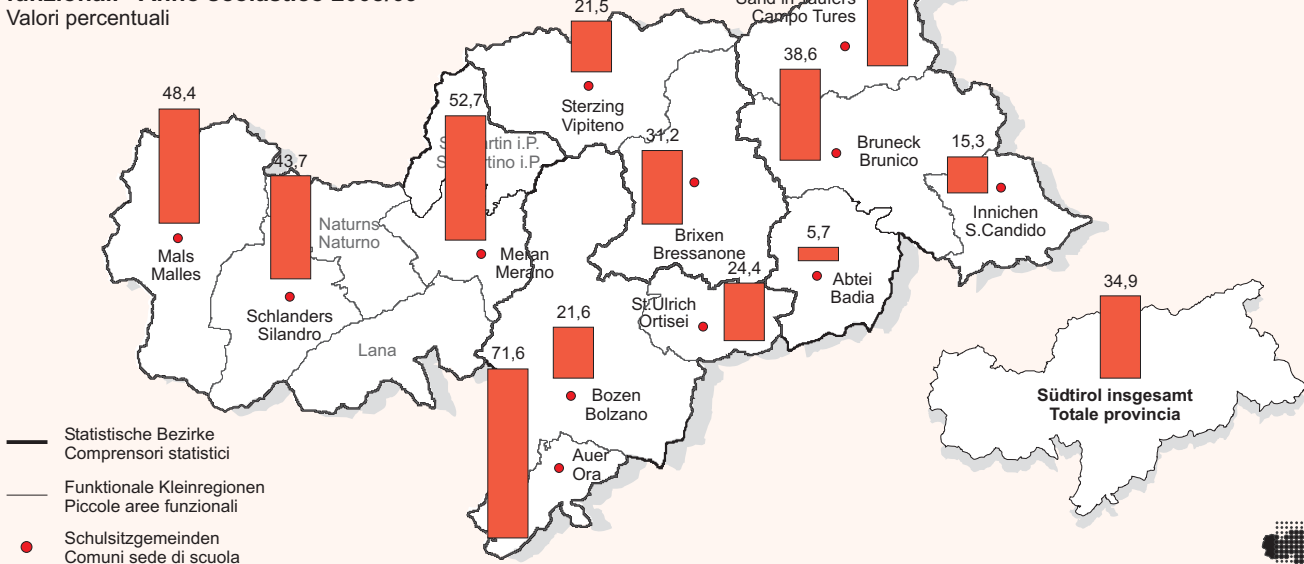 Valori percentuali
21,5
Campo Tures
38,6
48,4
52,7
Sterzing
Vipiteno
31,2
Bruneck
Brunico
15,3
43,7
Naturns
Naturno
Innichen
S.Candido
Mals
Malles
Meran
Merano
Brixen
Bressanone
5,7
24,4
Abtei
Badia
Schlanders
Silandro
St.Ulrich
Ortisei
34,9
21,6
Lana
71,6
Bozen
Bolzano
Südtirol insgesamt
Totale provincia
Auer
Ora
Statistische Bezirke
Comprensori statistici
Funktionale Kleinregionen
Piccole aree funzionali
Schulsitzgemeinden
Comuni sede di scuola